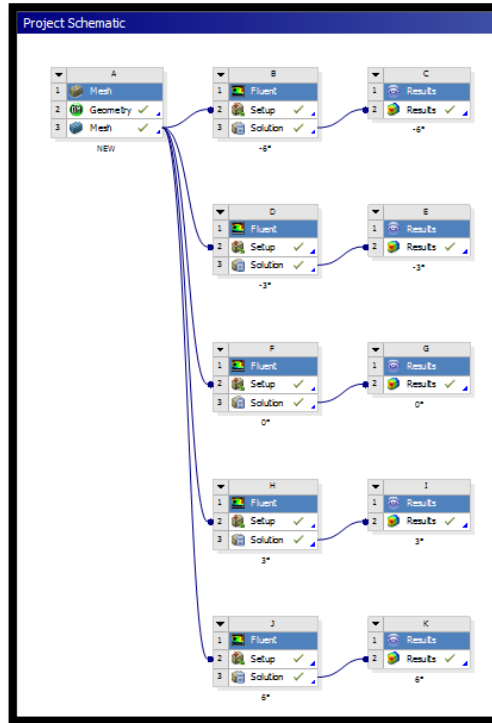 Project Schematic
A
1 Mesh
2 Geometry
3 Mesh
NEW
B
1 Fluent
2 Setup
3 Solution
-6°
C
1 Results
2 Results
-6°
D
1 Fluent
2 Setup
3 Solution
-3°
E
1 Results
2 Results
-3°
F
1 Fluent
2 Setup
3 Solution
0°
G
1 Results
2 Results
0°
H
1 Fluent
2 Setup
3 Solution
3°
I
1 Results
2 Results
3°
J
1 Fluent
2 Setup
3 Solution
6°
K
1 Results
2 Results
6°